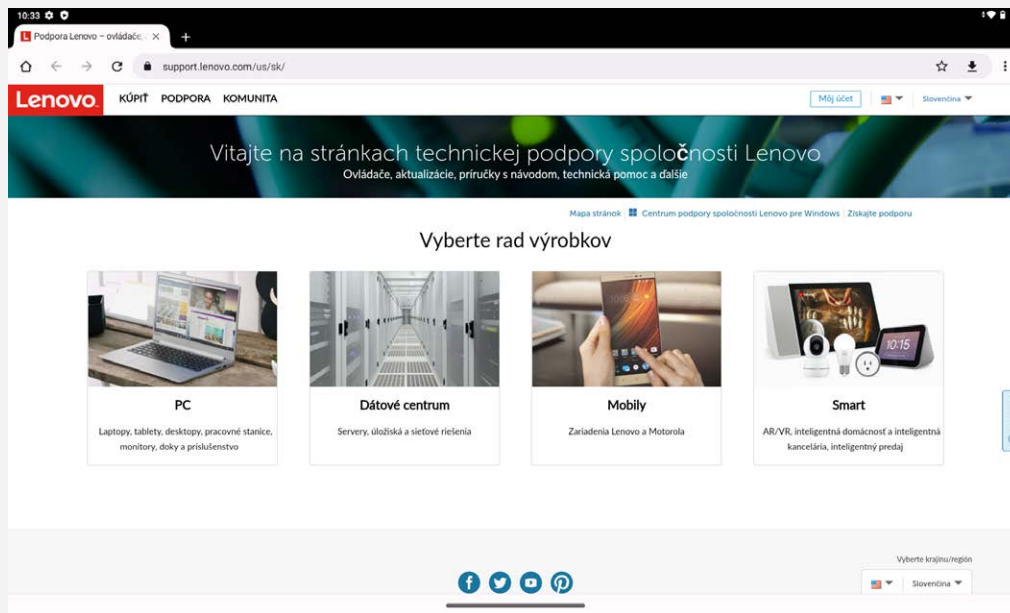 10:33
Podpora Lenovo – ovládače, a
support.lenovo.com/us/sk/
Lenovo
KÚPIŤ PODPORA KOMUNITA
Môj účet
Slovenčina
Vitajte na stránkach technickej podpory spoločnosti Lenovo
Ovládače, aktualizácie, príručky s návodom, technická pomoc a ďalšie
Mapa stránok Centrum podpory spoločnosti Lenovo pre Windows Získajte podporu
Vyberte rad výrobkov
10:15
PC
Laptopy, tablety, desktopy, pracovné stanice,
monitory, doky a príslušenstvo
Dátové centrum
Servery, úložiská a sieťové riešenia
Mobily
Zariadenia Lenovo a Motorola
Smart
AR/VR, inteligentná domácnosť a inteligentná
kancelária, inteligentný predaj
Vyberte krajinu/región
Slovenčina